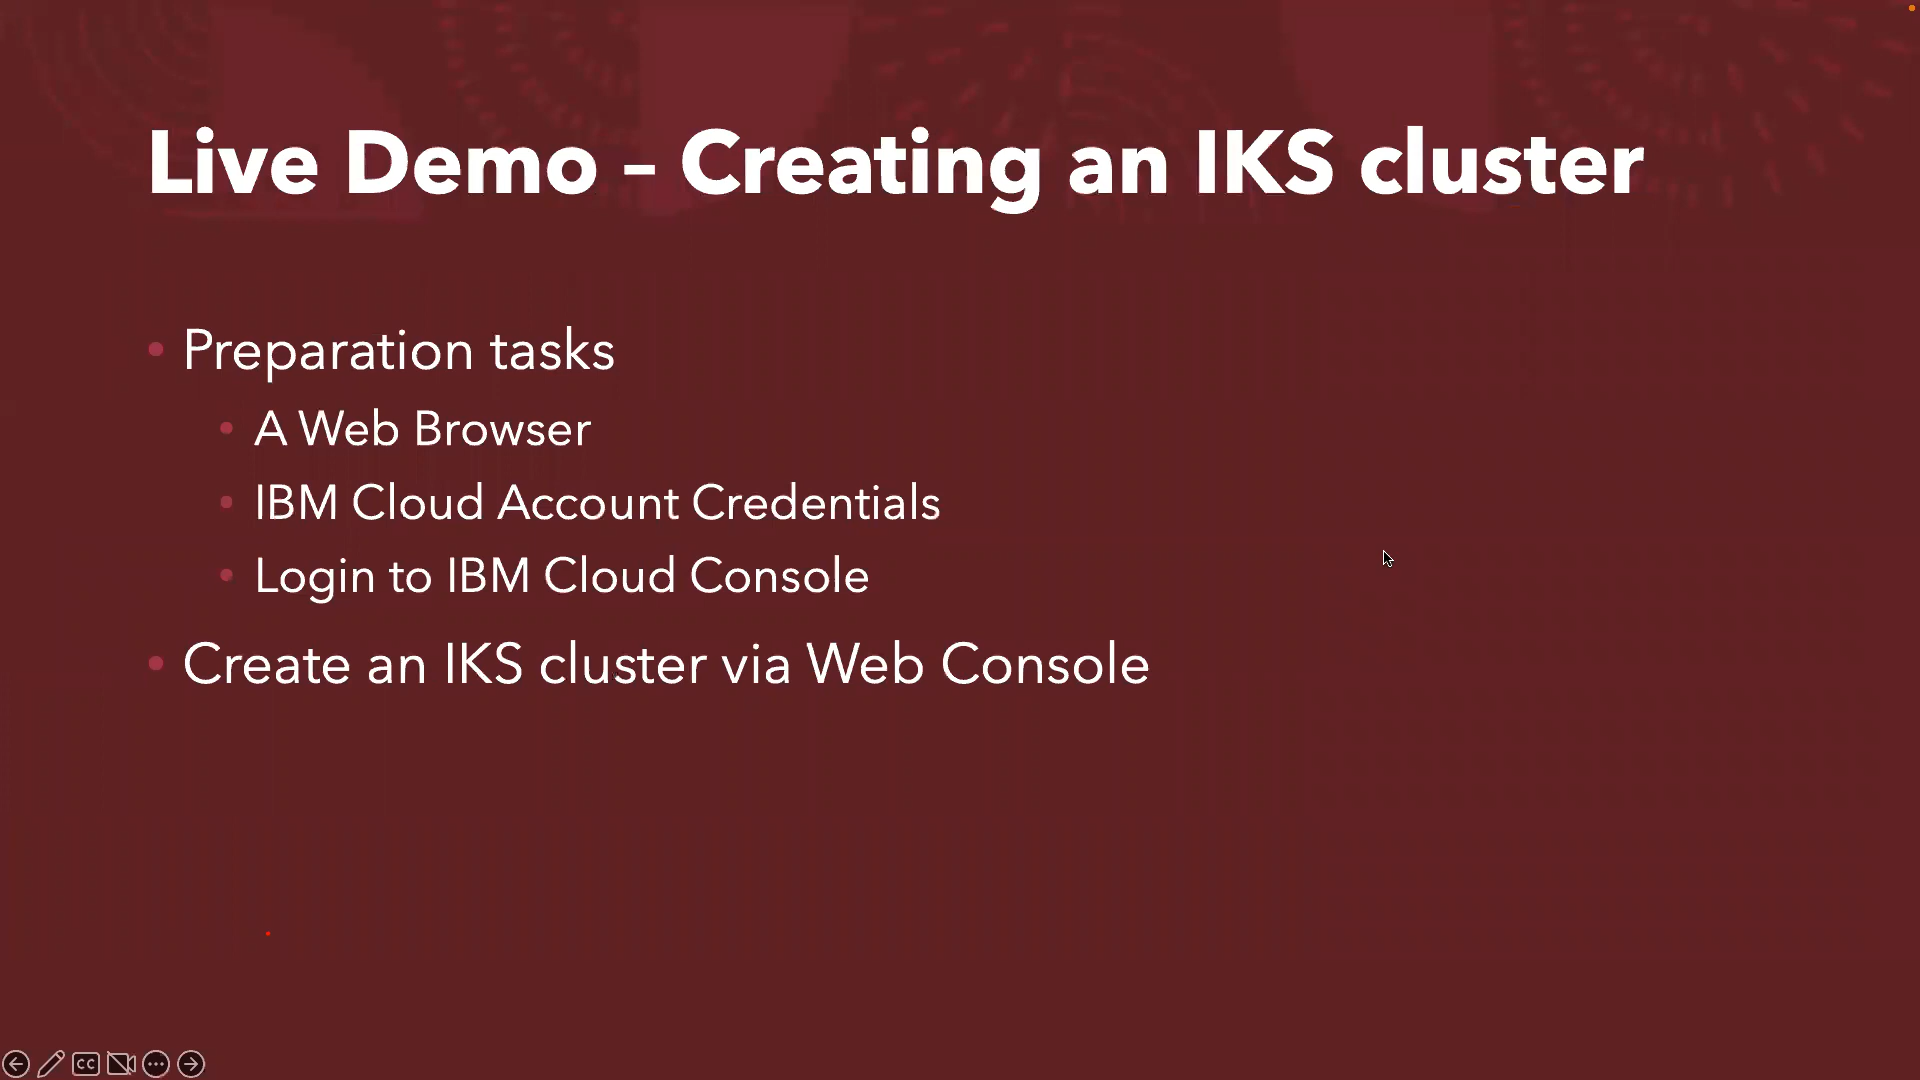 Live Demo – Creating an IKS cluster
• Preparation tasks
• A Web Browser
• IBM Cloud Account Credentials
• Login to IBM Cloud Console
• Create an IKS cluster via Web Console
CC